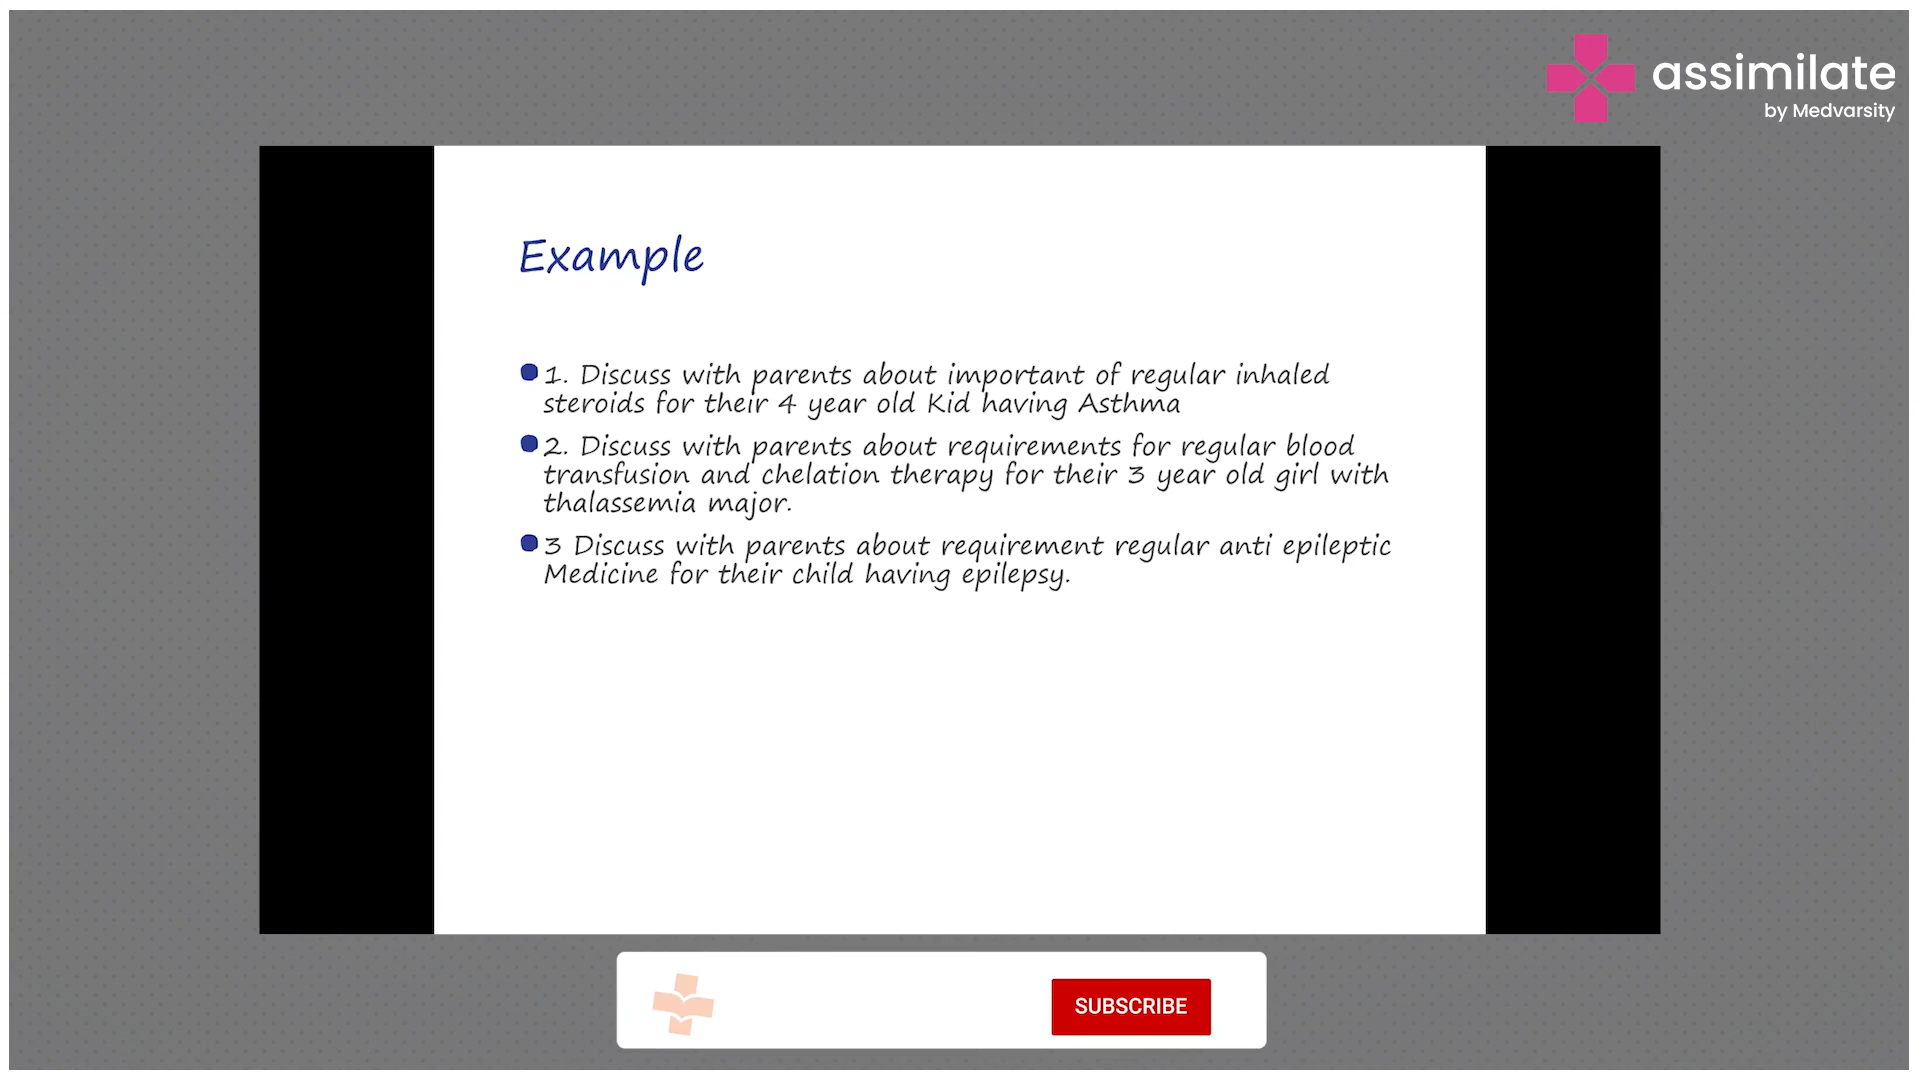 assimilate
by Medvarsity
Example
1. Discuss with parents about important of regular inhaled
steroids for their 4 year old Kid having Asthma
2. Discuss with parents about requirements for regular blood
transfusion and chelation therapy for their 3 year old girl with
thalassemia major.
3 Discuss with parents about requirement regular anti epileptic
Medicine for their child having epilepsy.
SUBSCRIBE